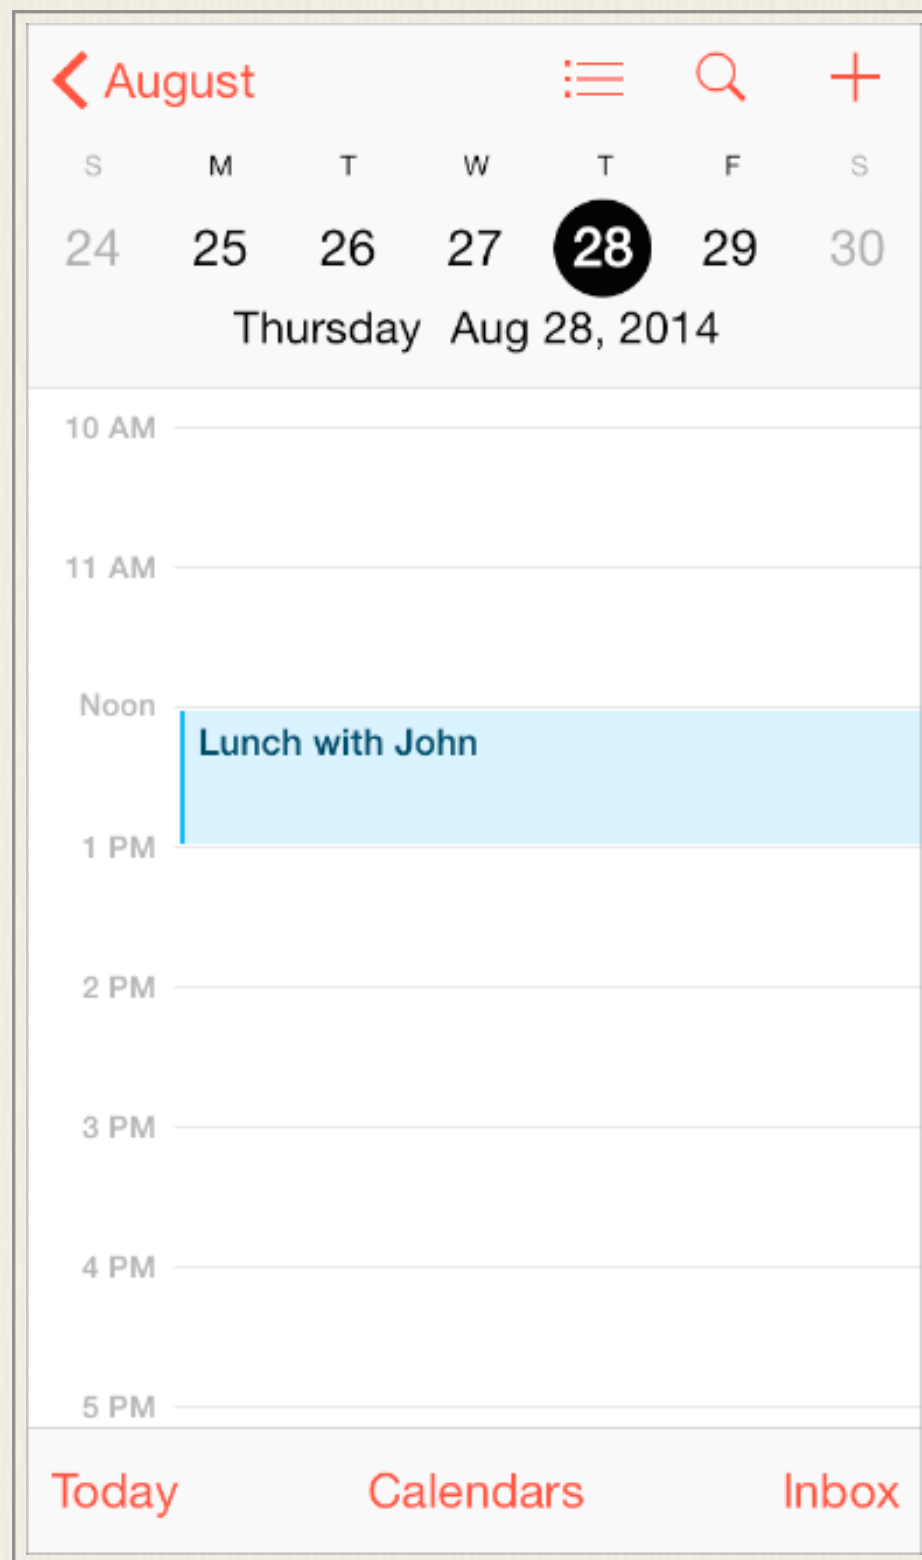 August
S M T W T F S
24 25 26 27 28 29 30
Thursday Aug 28, 2014
10 AM
11 AM
Noon
Lunch with John
1 PM
2 PM
3 PM
4 PM
5 PM
Today Calendars Inbox